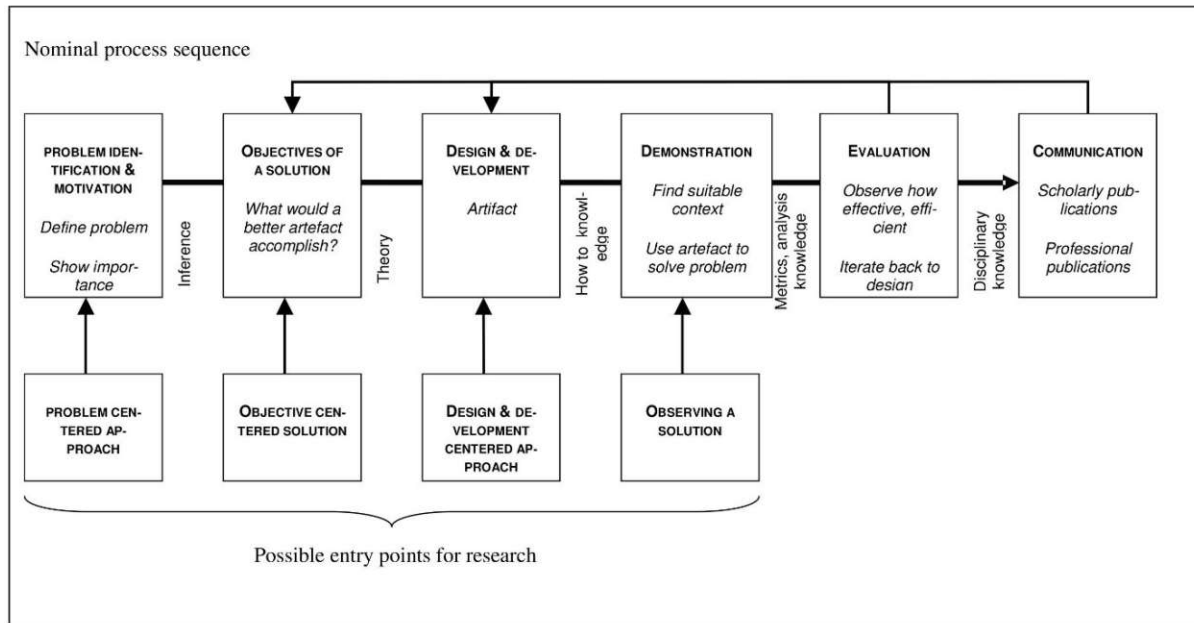 Nominal process sequence
PROBLEM IDEN-
TIFICATION &
MOTIVATION
Define problem
Show impor-
tance
Inference
OBJECTIVES OF
A SOLUTION
What would a
better artefact
accomplish?
Theory
DESIGN & DE-
VELOPMENT
Artifact
How to knowl-
edge
DEMONSTRATION
Find suitable
context
Use artefact to
solve problem
Metrics, analysis
knowledge
EVALUATION
Observe how
effective, effi-
cient
Iterate back to
design
Disciplinary
knowledge
COMMUNICATION
Scholarly pub-
lications
Professional
publications
PROBLEM CEN-
TERED AP-
PROACH
OBJECTIVE CEN-
TERED SOLUTION
DESIGN & DE-
VELOPMENT
CENTERED AP-
PROACH
OBSERVING A
SOLUTION
Possible entry points for research